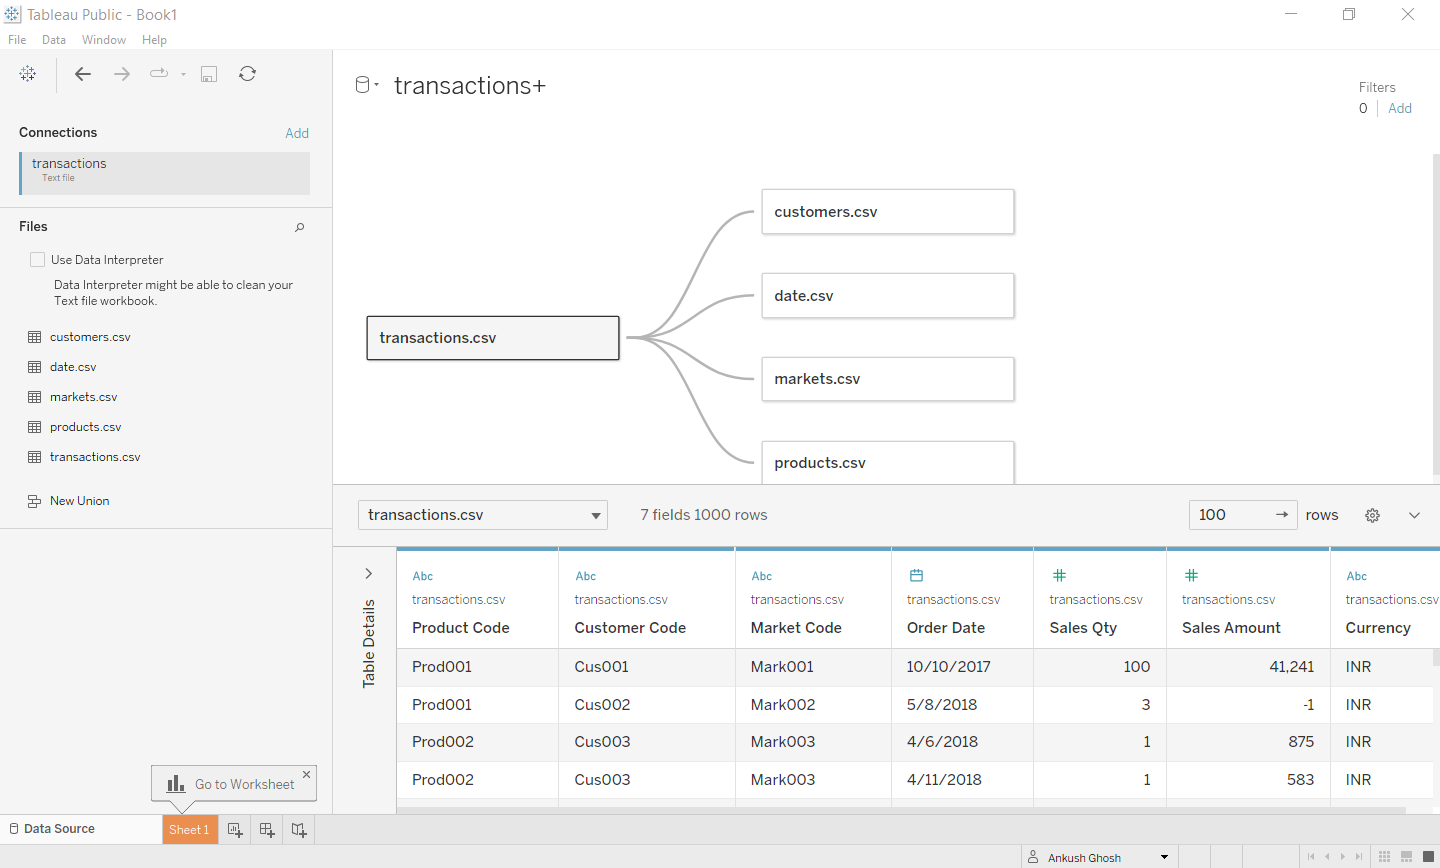 Tableau Public - Book1
File Data Window Help
Connections Add
transactions
Text file
Files
Use Data Interpreter
Data Interpreter might be able to clean your
Text file workbook.
customers.csv
date.csv
markets.csv
products.csv
transactions.csv
New Union
transactions+
Filters
0 Add
transactions.csv
customers.csv
date.csv
markets.csv
products.csv
transactions.csv 7 fields 1000 rows 100 rows
Table Details
Abc Abc Abc Abc
transactions.csv transactions.csv transactions.csv transactions.csv transactions.csv transactions.csv transactions.csv
Product Code Customer Code Market Code Order Date Sales Qty Sales Amount Currency
Prod001 Cus001 Mark001 10/10/2017 100 41,241 INR
Prod001 Cus002 Mark002 5/8/2018 3 -1 INR
Prod002 Cus003 Mark003 4/6/2018 1 875 INR
Prod002 Cus003 Mark003 4/11/2018 1 583 INR
Go to Worksheet
Data Source Sheet 1
Ankush Ghosh